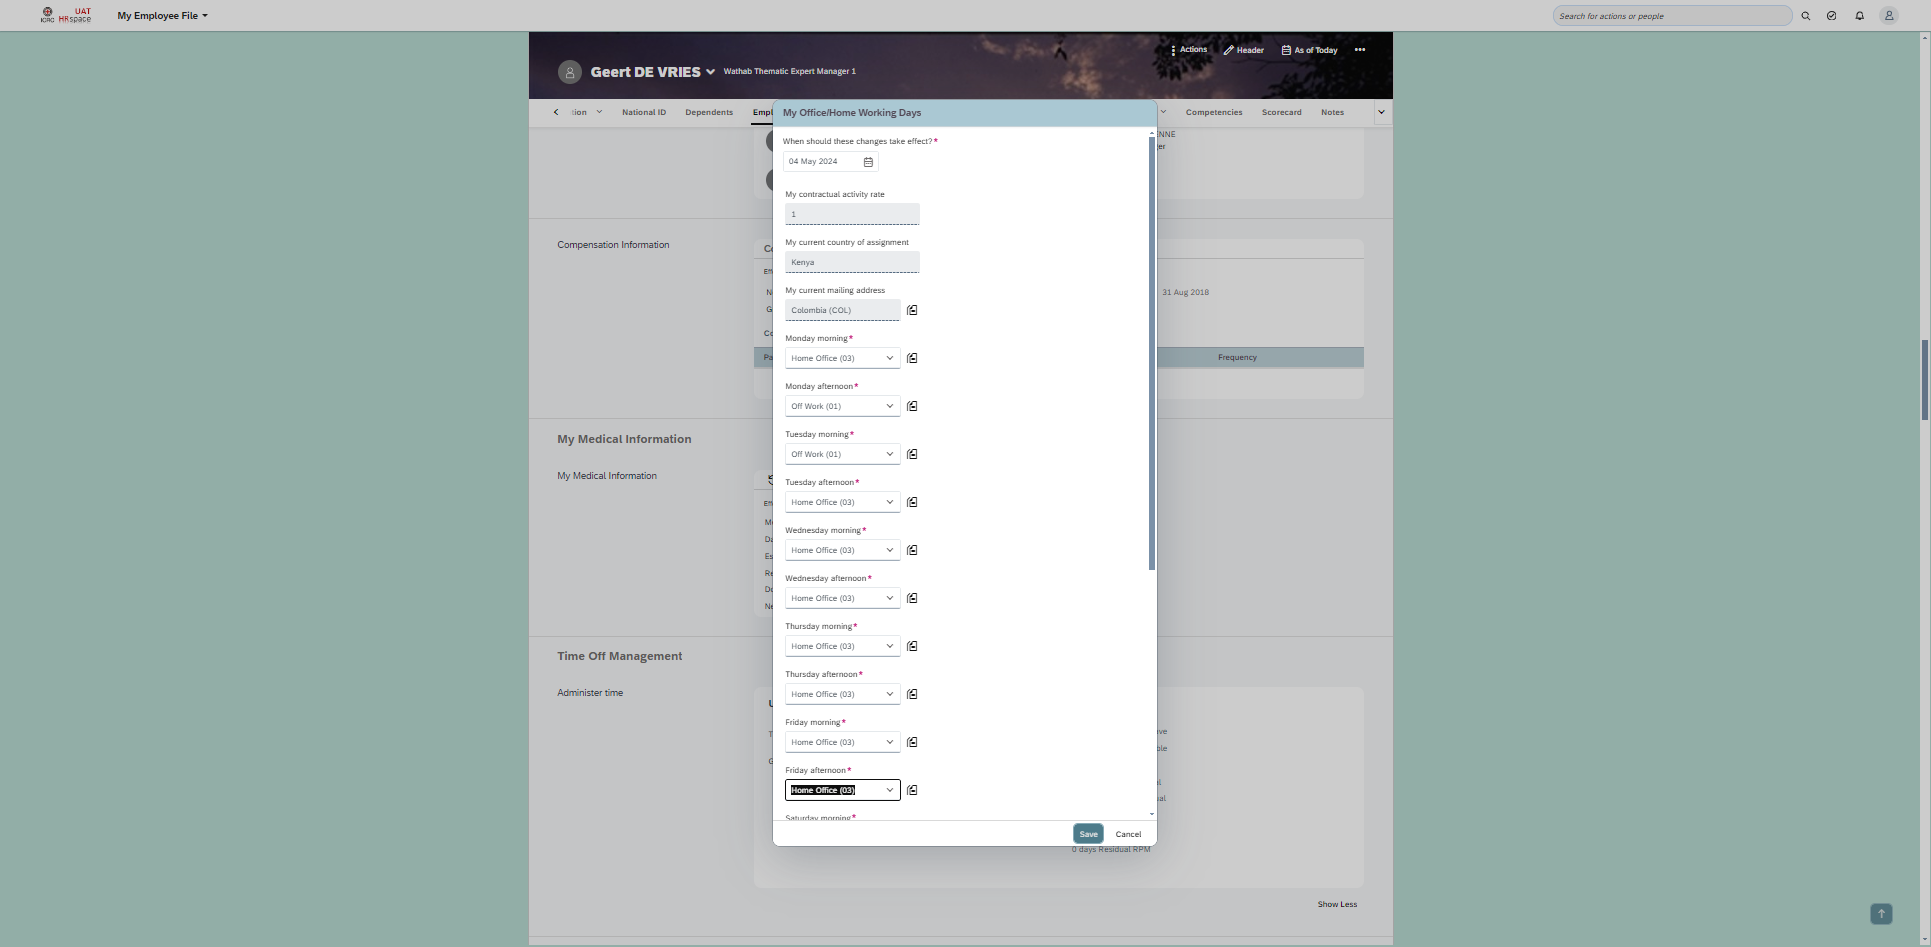 UAT
ICRC HRspace
My Employee File
Search for actions or people
Actions
Header
As of Today
Geert DE VRIES
Wathab Thematic Expert Manager 1
National ID
Dependents
Empl
Competencies
Scorecard
Notes
My Office/Home Working Days
When should these changes take effect?*
04 May 2024
My contractual activity rate
1
My current country of assignment
Kenya
My current mailing address
Colombia (COL)
Monday morning*
Home Office (03)
Monday afternoon*
Off Work (01)
Tuesday morning*
Off Work (01)
Tuesday afternoon*
Home Office (03)
Wednesday morning*
Home Office (03)
Wednesday afternoon*
Home Office (03)
Thursday morning*
Home Office (03)
Thursday afternoon*
Home Office (03)
Friday morning*
Home Office (03)
Friday afternoon*
Home Office (03)
Saturday morning*
Save
Cancel
Compensation Information
31 Aug 2018
Frequency
My Medical Information
My Medical Information
Time Off Management
Administer time
0 days Residual RPM
Show Less